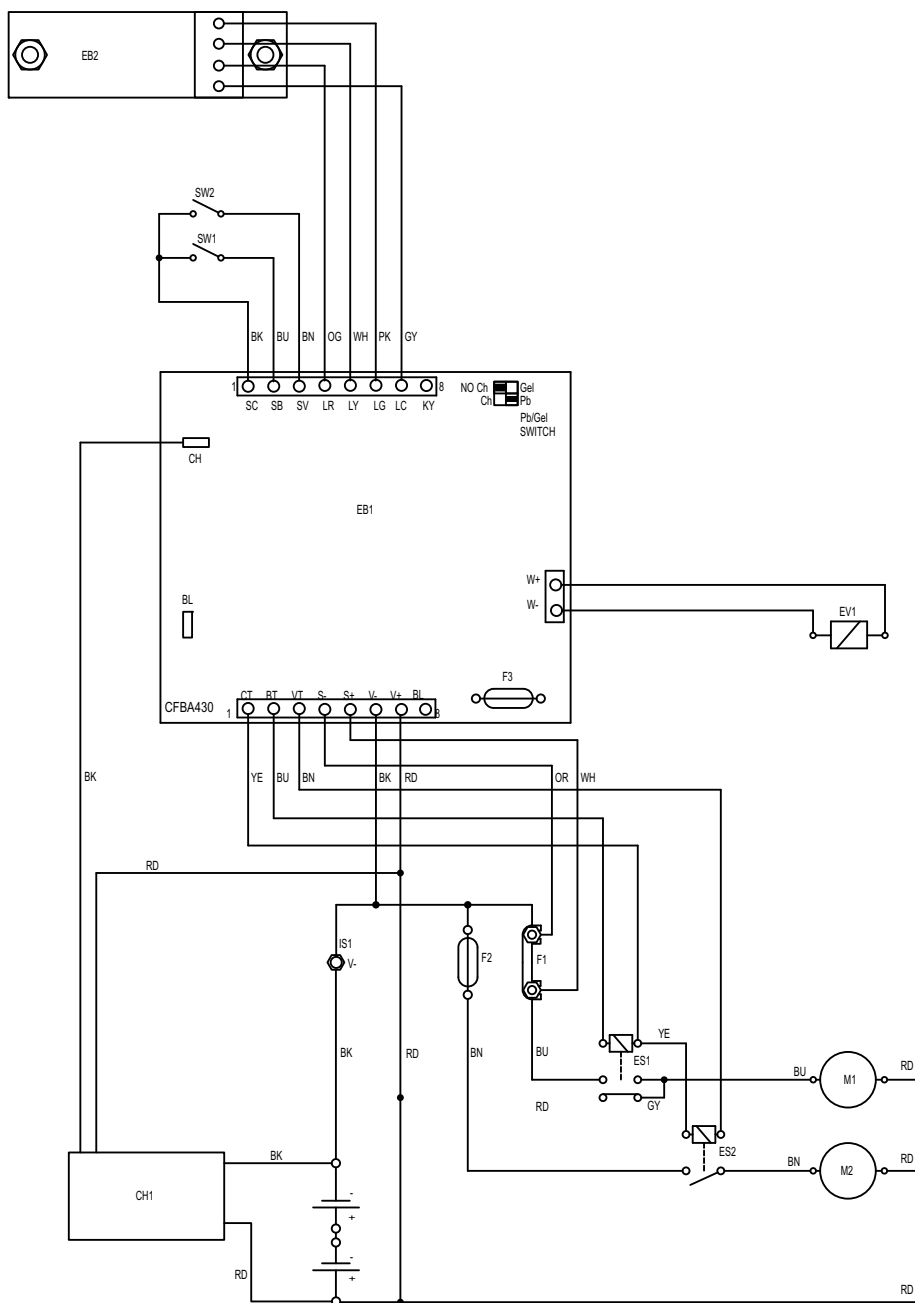 EB2
SW2
SW1
BK BU BN OG WH PK GY
1 8
SC SB SV LR LY LG LC KY
NO Ch Gel
Ch Pb
Pb/Gel
SWITCH
CH
EB1
W+
W-
BL
EV1
F3
CT BT VT S- S+ V- V+ BL
CFBA430
1 8
BK YE BU BN BK RD OR WH
RD
IS1
V-
F2 F1
BK RD BN BU YE
ES1
BU M1 RD
RD GY
ES2
BK BN M2 RD
CH1
-
+
-
+
RD
RD